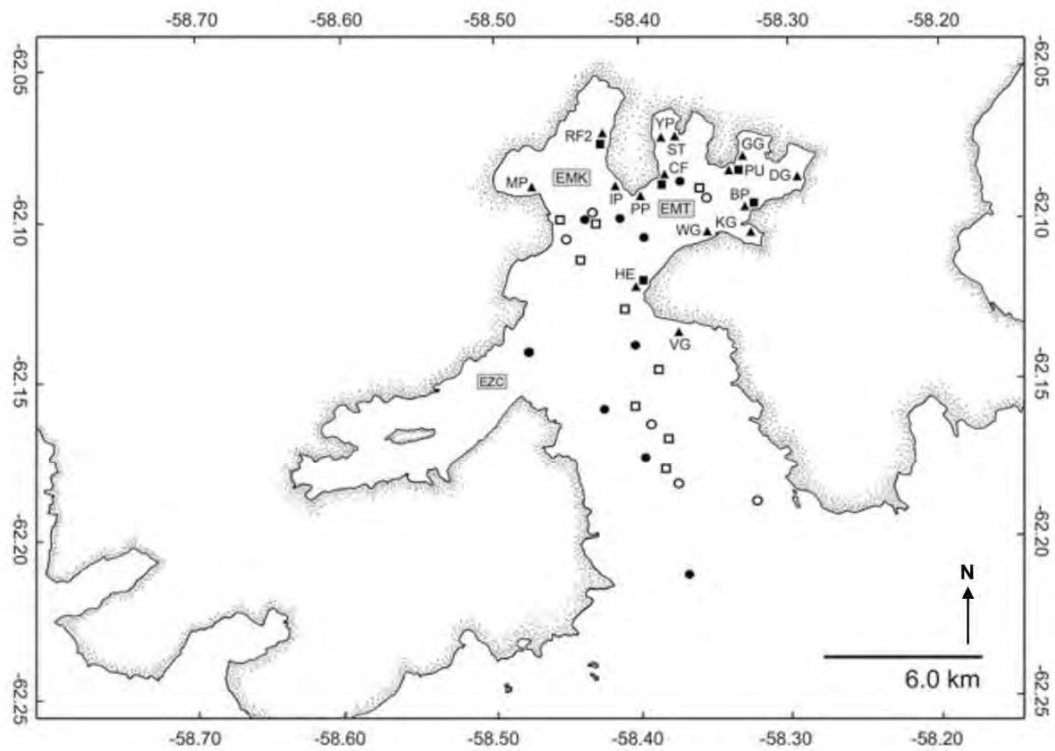 -58.70 -58.60 -58.50 -58.40 -58.30 -58.20
-62.05 -62.05
YP
RF2 ST GG
CF PU
MP EMK DG
IP BP
PP EMT
-62.10 KG -62.10
WG
HE
VG
-62.15 EZC -62.15
-62.20 -62.20
N
6.0 km
-62.25 -62.25
-58.70 -58.60 -58.50 -58.40 -58.30 -58.20